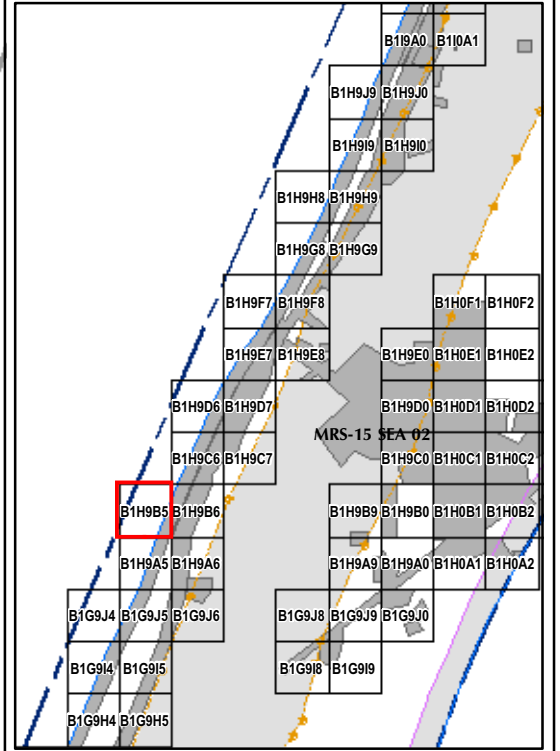 B1I9A0 B1I0A1
B1H9J9 B1H9J0
B1H9I9 B1H9I0
B1H9H8 B1H9H9
B1H9G8 B1H9G9
B1H9F7 B1H9F8 B1H0F1 B1H0F2
B1H9E7 B1H9E8 B1H9E0 B1H0E1 B1H0E2
B1H9D6 B1H9D7 B1H9D0 B1H0D1 B1H0D2
MRS-15 SEA 02
B1H9C6 B1H9C7 B1H9C0 B1H0C1 B1H0C2
B1H9B5 B1H9B6 B1H9B9 B1H9B0 B1H0B1 B1H0B2
B1H9A5 B1H9A6 B1H9A9 B1H9A0 B1H0A1 B1H0A2
B1G9J4 B1G9J5 B1G9J6 B1G9J8 B1G9J9 B1G9J0
B1G9I4 B1G9I5 B1G9I8 B1G9I9
B1G9H4 B1G9H5